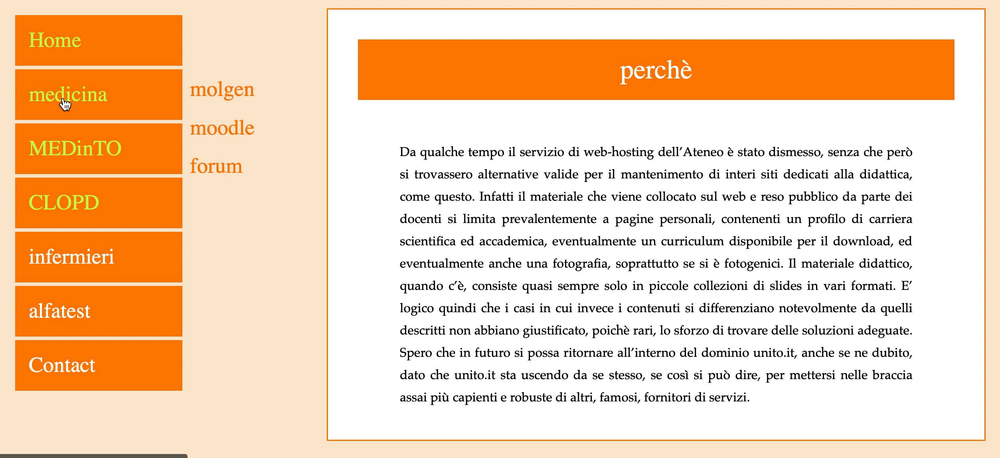 Home
medicina
molgen
moodle
MEDinTO
forum
CLOPD
infermieri
alfatest
Contact
perchè
Da qualche tempo il servizio di web-hosting dell’Ateneo è stato dismesso, senza che però
si trovassero alternative valide per il mantenimento di interi siti dedicati alla didattica,
come questo. Infatti il materiale che viene collocato sul web e reso pubblico da parte dei
docenti si limita prevalentemente a pagine personali, contenenti un profilo di carriera
scientifica ed accademica, eventualmente un curriculum disponibile per il download, ed
eventualmente anche una fotografia, soprattutto se si è fotogenici. Il materiale didattico,
quando c’è, consiste quasi sempre solo in piccole collezioni di slides in vari formati. E’
logico quindi che i casi in cui invece i contenuti si differenziano notevolmente da quelli
descritti non abbiano giustificato, poichè rari, lo sforzo di trovare delle soluzioni adeguate.
Spero che in futuro si possa ritornare all’interno del dominio unito.it, anche se ne dubito,
dato che unito.it sta uscendo da se stesso, se così si può dire, per mettersi nelle braccia
assai più capienti e robuste di altri, famosi, fornitori di servizi.